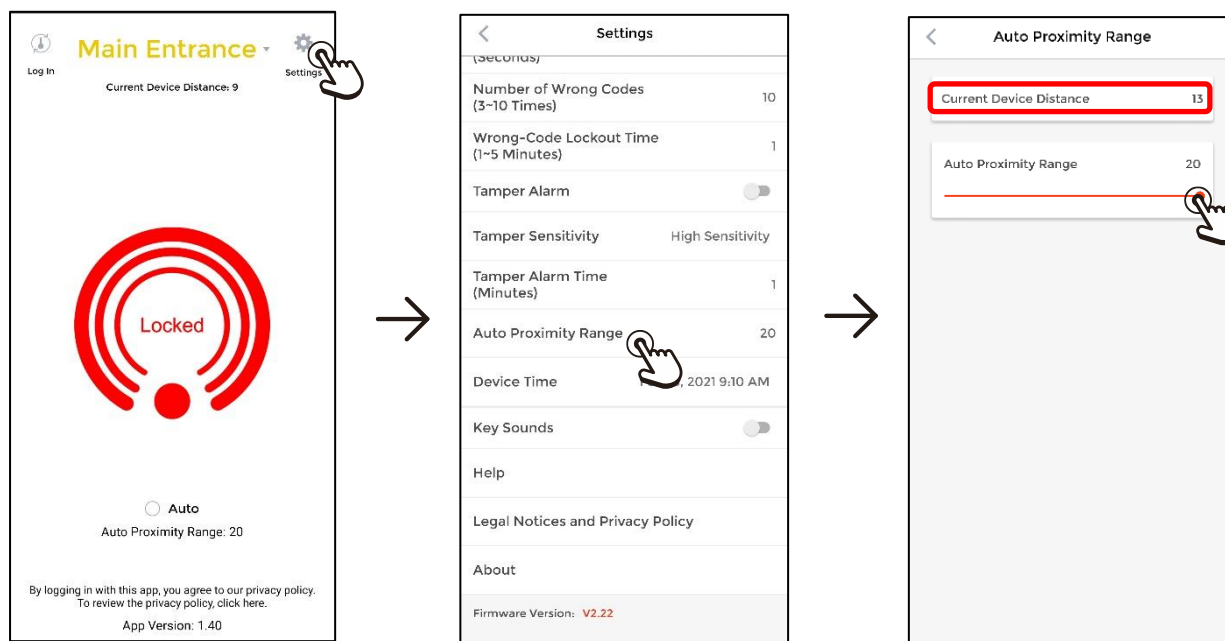 Main Entrance
Log In
Settings
Current Device Distance: 9
Locked
Auto
Auto Proximity Range: 20
By logging in with this app, you agree to our privacy policy.
To review the privacy policy, click here.
App Version: 1.40
Settings
(Seconds)
Number of Wrong Codes
(3~10 Times) 10
Wrong-Code Lockout Time
(1~5 Minutes) 1
Tamper Alarm
Tamper Sensitivity High Sensitivity
Tamper Alarm Time
(Minutes) 1
Auto Proximity Range 20
Device Time , 2021 9:10 AM
Key Sounds
Help
Legal Notices and Privacy Policy
About
Firmware Version: V2.22
Auto Proximity Range
Current Device Distance 13
Auto Proximity Range 20